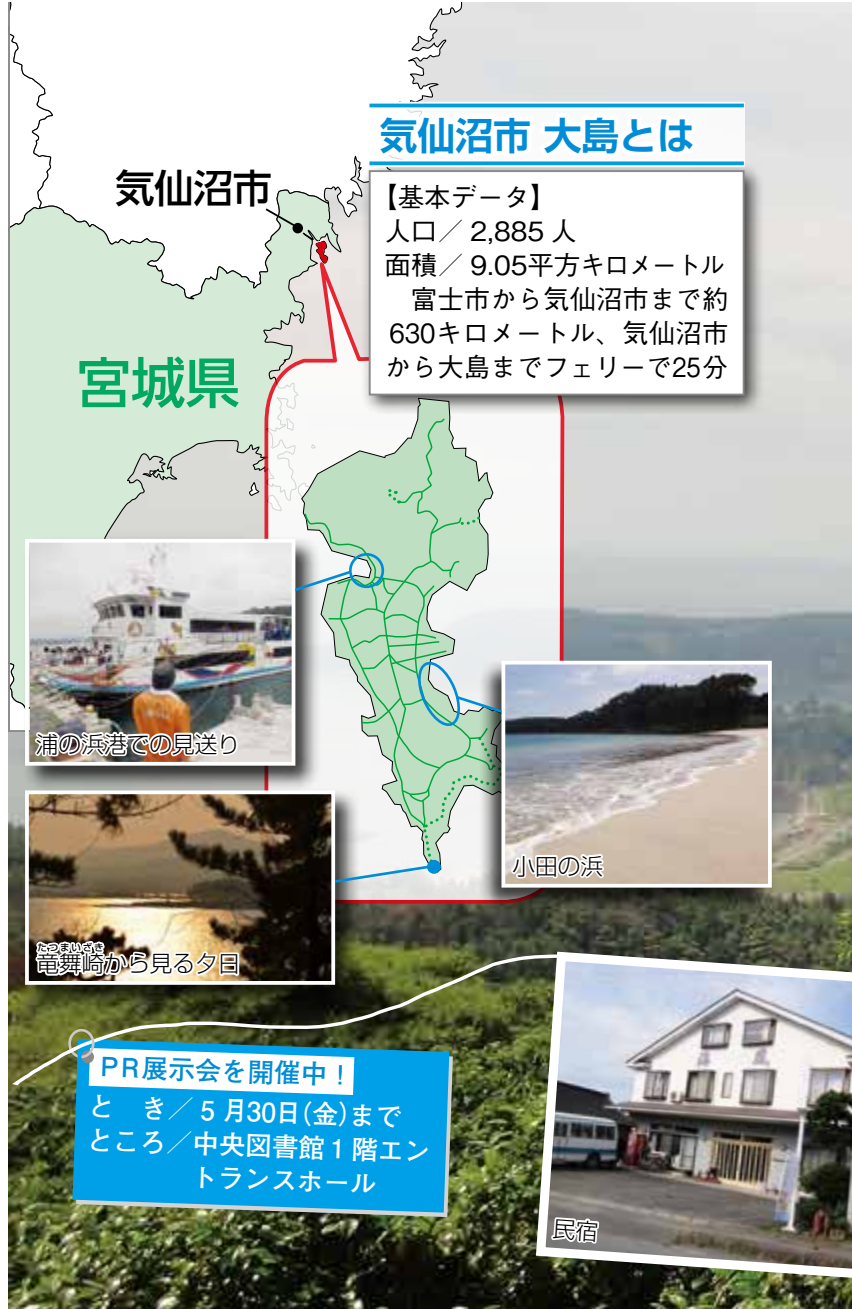 気仙沼市 大島とは
気仙沼市
【基本データ】
人口／2,885人
面積／9.05平方キロメートル
富士市から気仙沼市まで約
630キロメートル、気仙沼市
から大島までフェリーで25分
宮城県
浦の浜港での見送り
小田の浜
たつまいざき
竜舞崎から見る夕日
PR展示会を開催中！
と　き／5月30日(金)まで
ところ／中央図書館1階エン
トランスホール
民宿